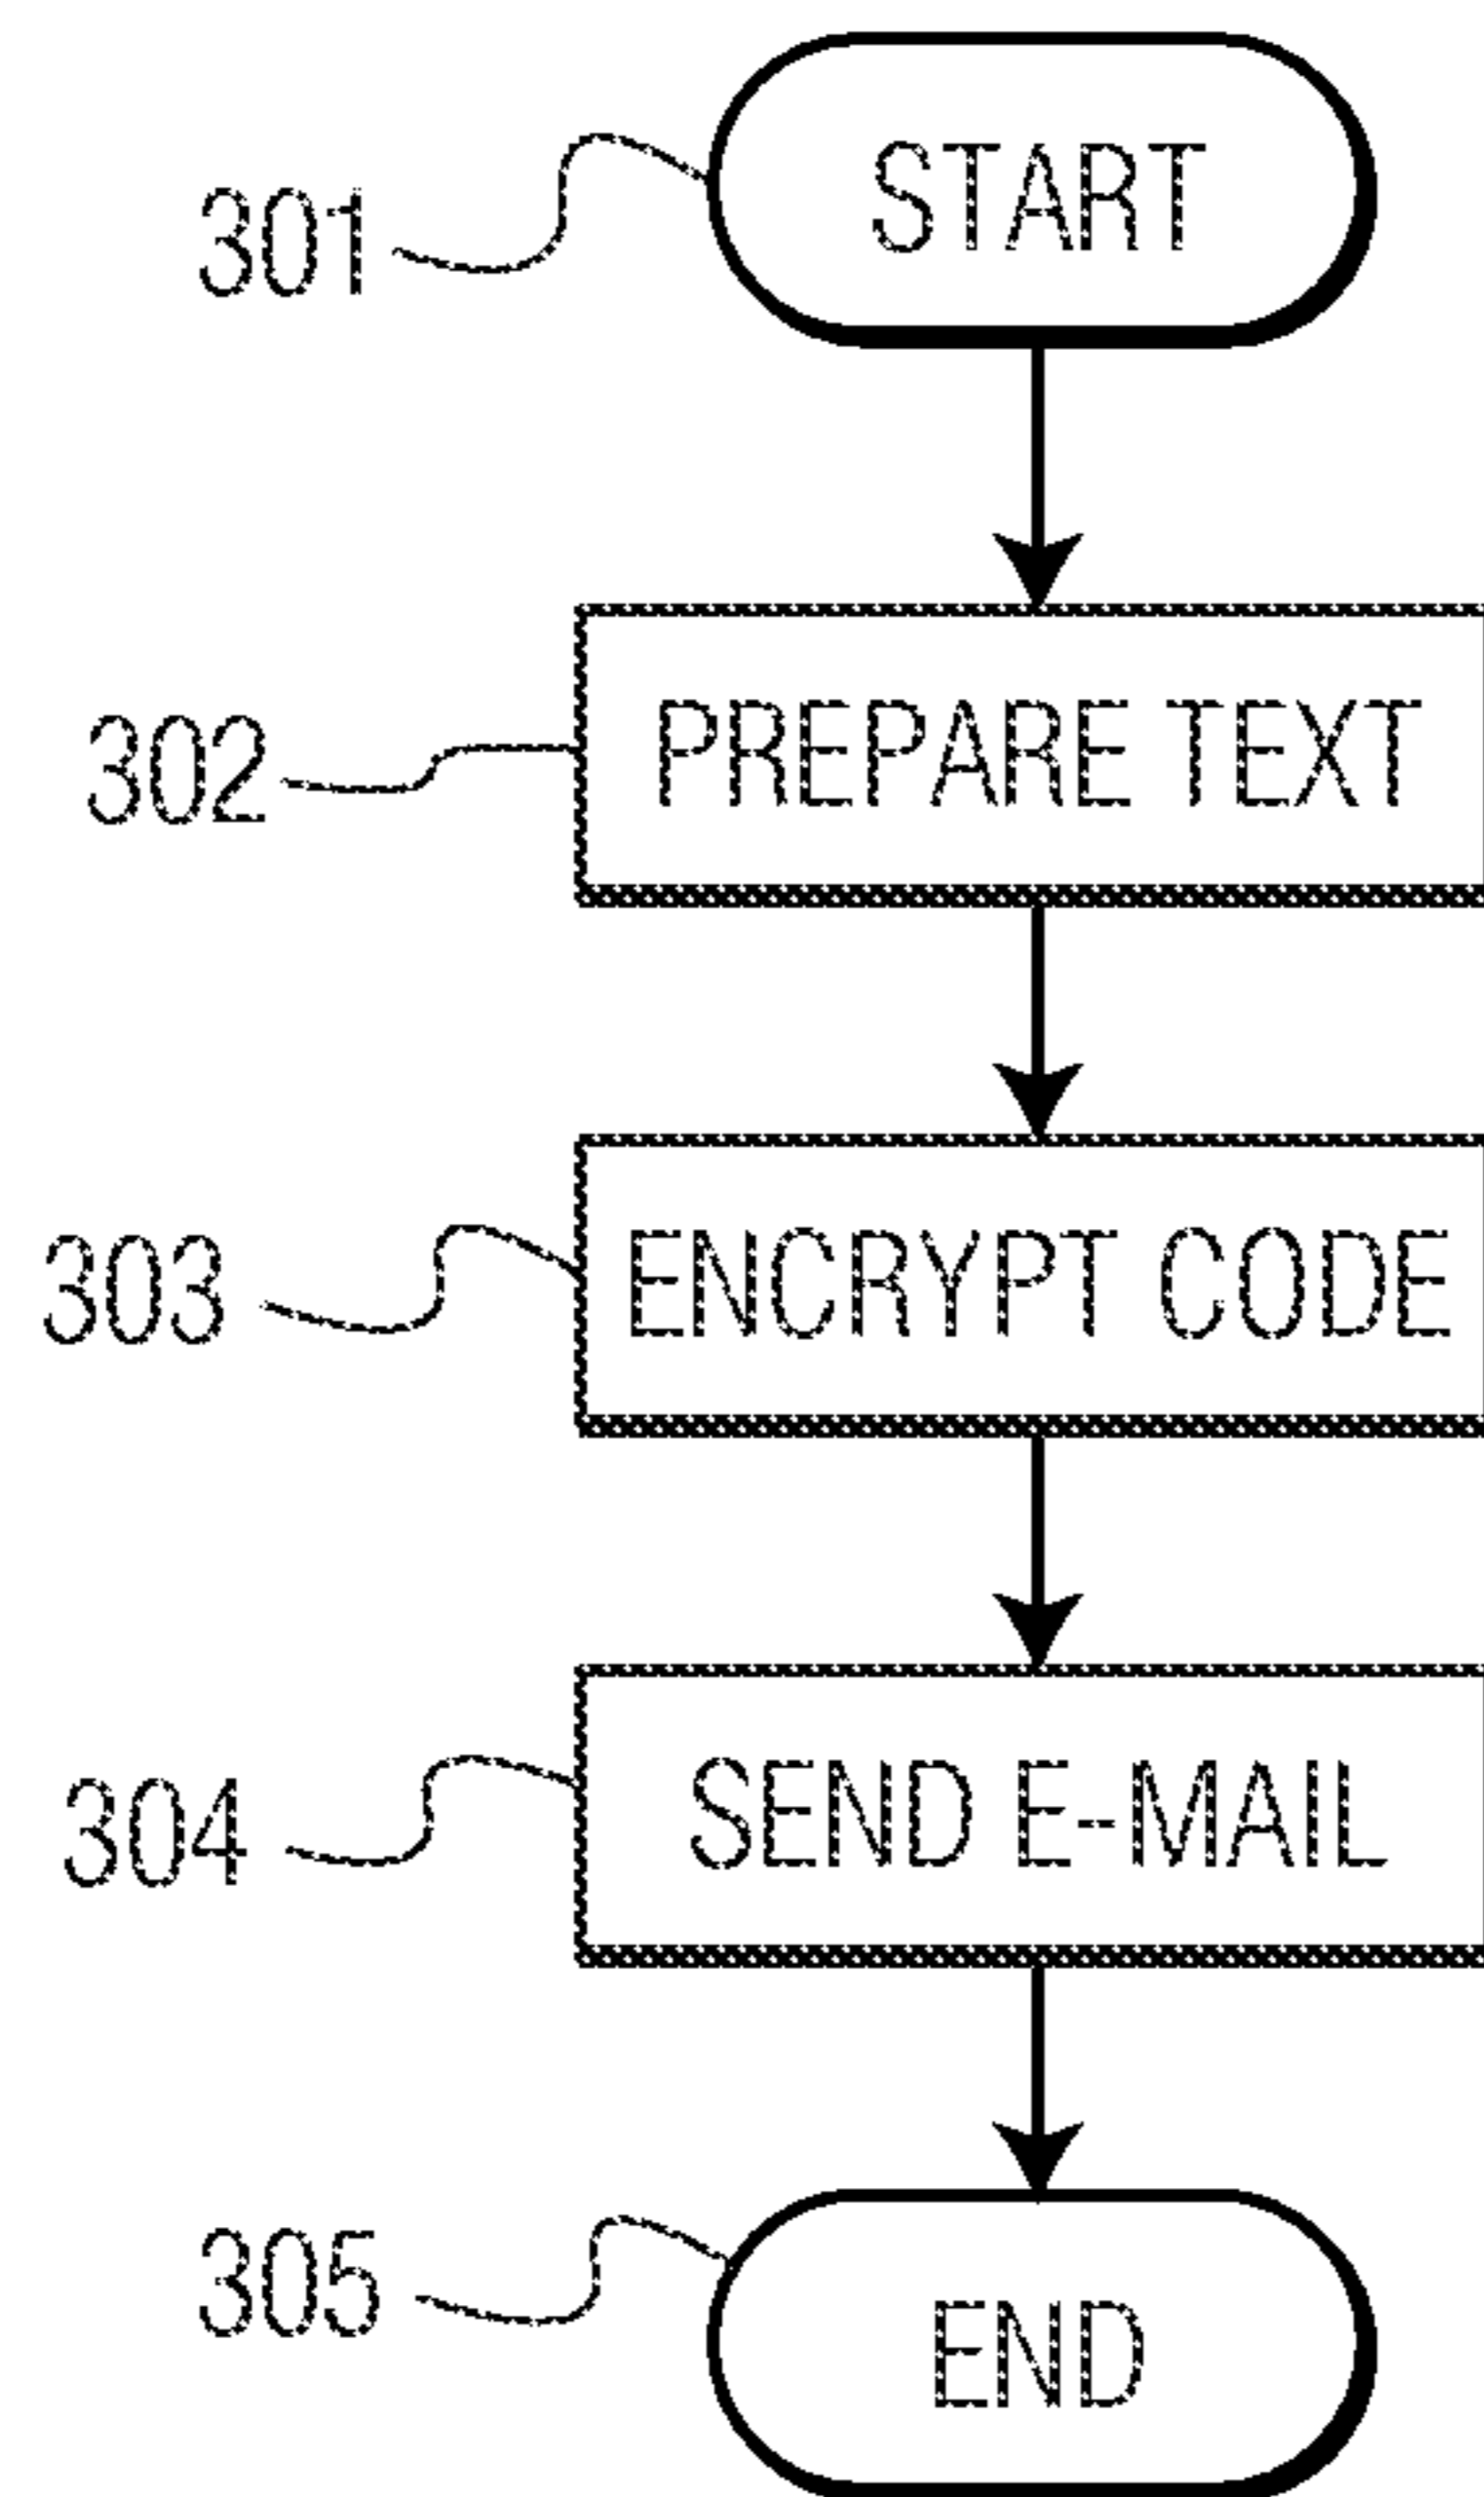 START
301
PREPARE TEXT
302
ENCRYPT CODE
303
SEND E-MAIL
304
305
END